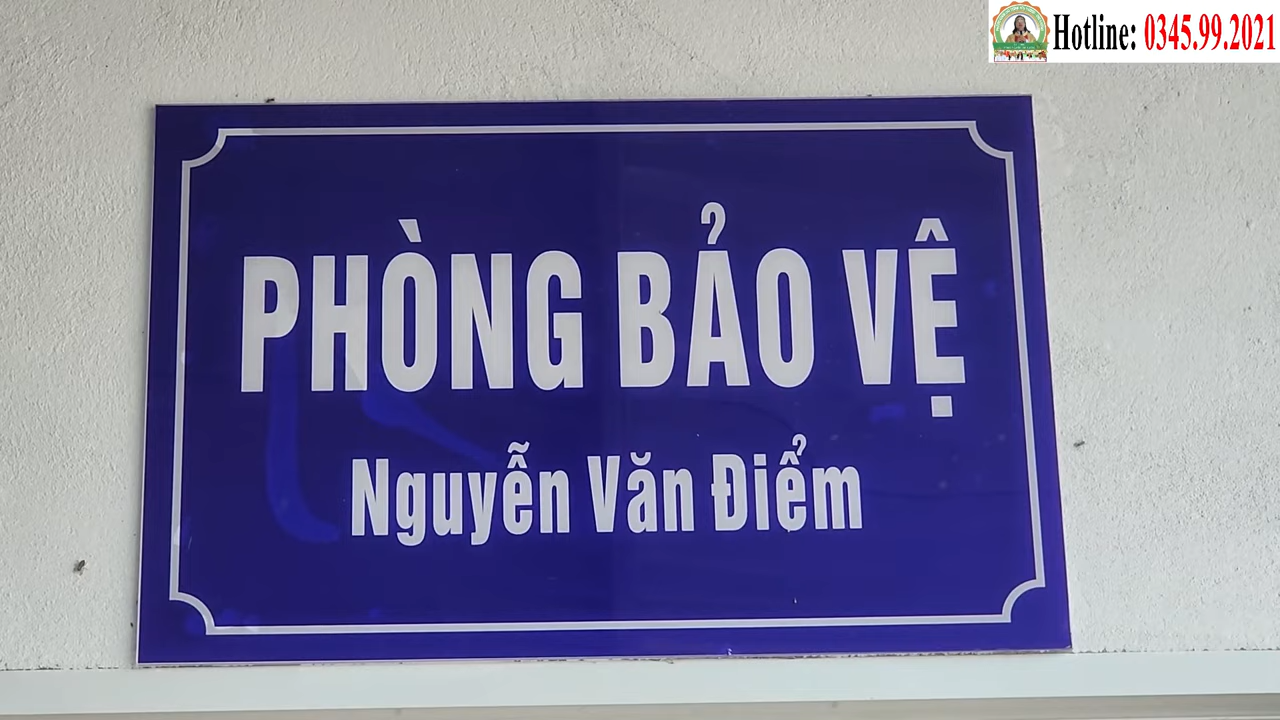 Hotline: 0345.99.2021
PHÒNG BẢO VỆ
Nguyễn Văn Điểm